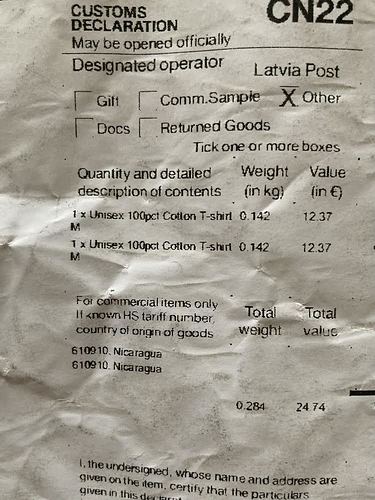 CUSTOMS DECLARATION CN22
May be opened officially
Designated operator Latvia Post
Gift Comm.Sample X Other
Docs Returned Goods
Tick one or more boxes
Quantity and detailed Weight Value
description of contents (in kg) (in €)
1 x Unisex 100pct Cotton T-shirt 0.142 12.37
M
1 x Unisex 100pct Cotton T-shirt 0.142 12.37
M
For commercial items only Total Total
If known HS tariff number, weight value
country of origin of goods
610910, Nicaragua
610910, Nicaragua
0.284 24.74
I, the undersigned, whose name and address are
given on the item, certify that the particulars
given in this